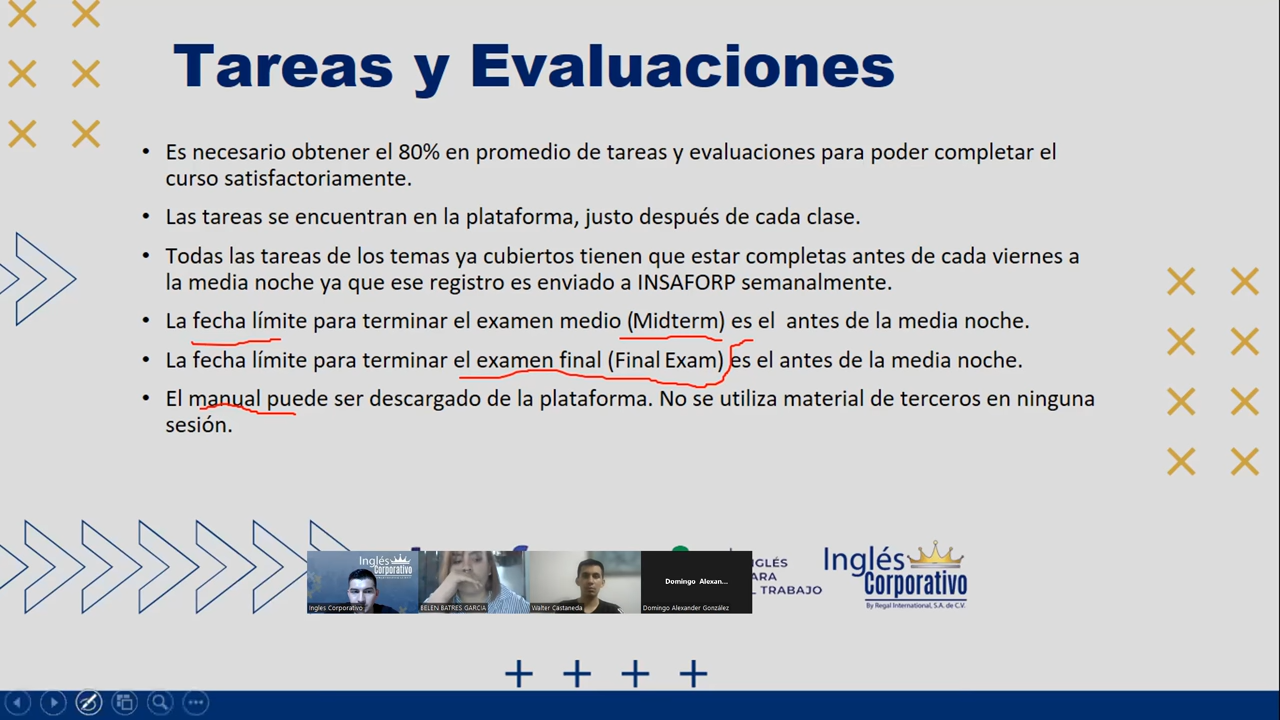 Tareas y Evaluaciones
• Es necesario obtener el 80% en promedio de tareas y evaluaciones para poder completar el
curso satisfactoriamente.
• Las tareas se encuentran en la plataforma, justo después de cada clase.
• Todas las tareas de los temas ya cubiertos tienen que estar completas antes de cada viernes a
la media noche ya que ese registro es enviado a INSAFORP semanalmente.
• La fecha límite para terminar el examen medio (Midterm) es el  antes de la media noche.
• La fecha límite para terminar el examen final (Final Exam) es el antes de la media noche.
• El manual puede ser descargado de la plataforma. No se utiliza material de terceros en ninguna
sesión.
Inglés
Corporativo
Ingles Corporativo
BELEN BATRES GARCIA
Walter Castaneda
Domingo Alexan...
Domingo Alexander González
NGLÉS
ARA
L TRABAJO
Inglés
Corporativo
By Regal International, S.A. de C.V.